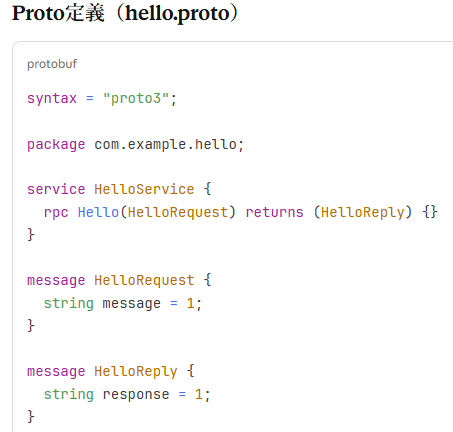 Proto定義（hello.proto）
protobuf
syntax = "proto3";
package com.example.hello;
service HelloService {
  rpc Hello(HelloRequest) returns (HelloReply) {}
}
message HelloRequest {
  string message = 1;
}
message HelloReply {
  string response = 1;
}